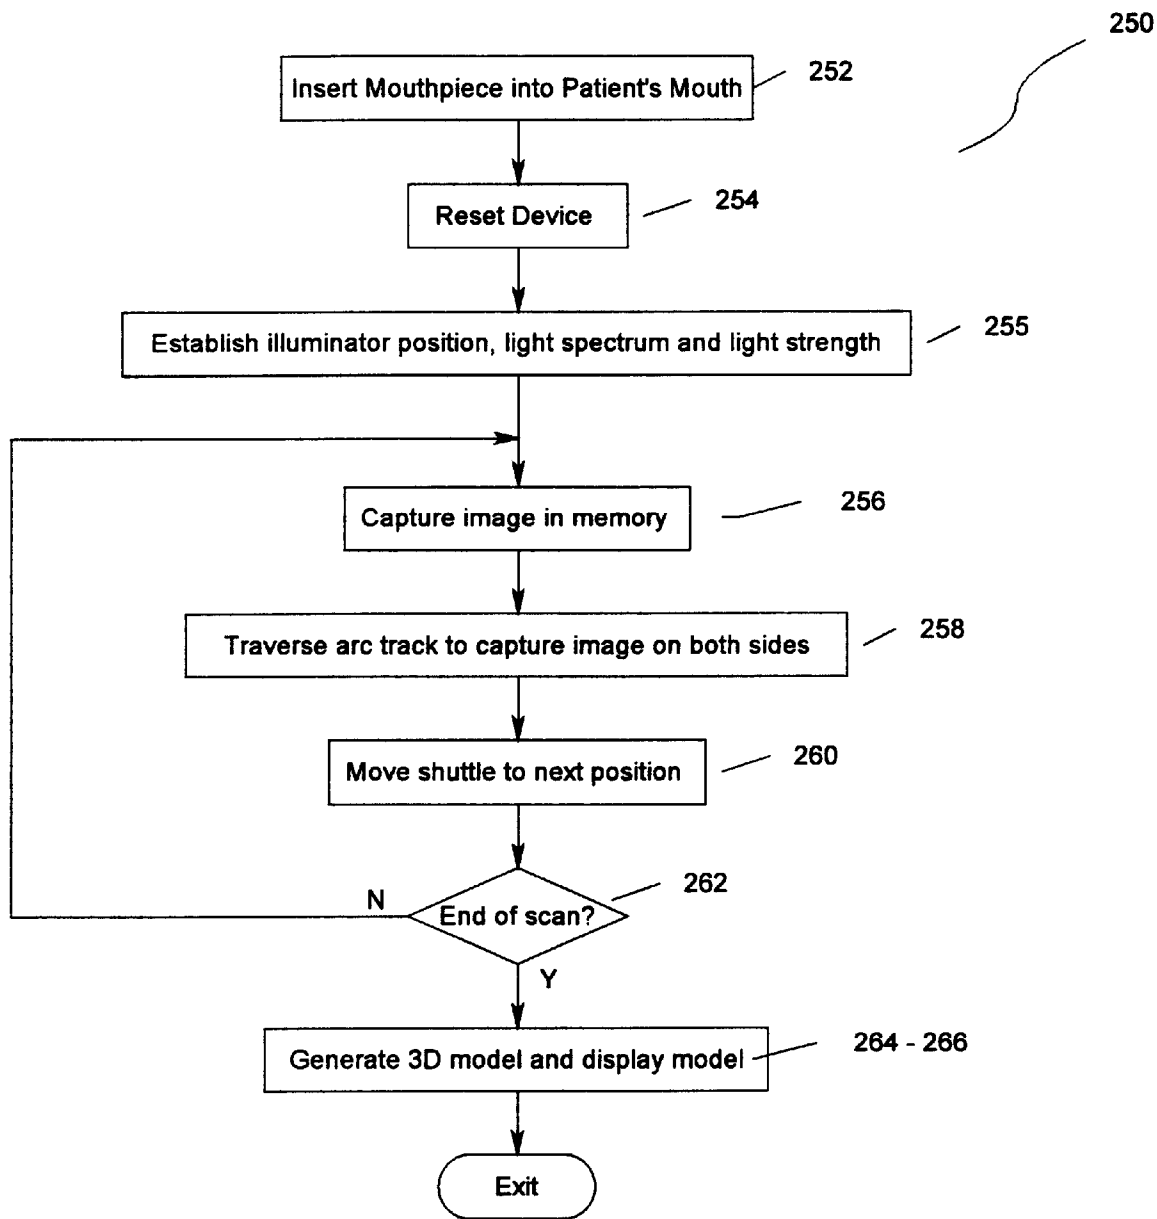 250
Insert Mouthpiece into Patient's Mouth
252
Reset Device
254
Establish illuminator position, light spectrum and light strength
255
Capture image in memory
256
Traverse arc track to capture image on both sides
258
Move shuttle to next position
260
End of scan?
262
N
Y
Generate 3D model and display model
264 - 266
Exit